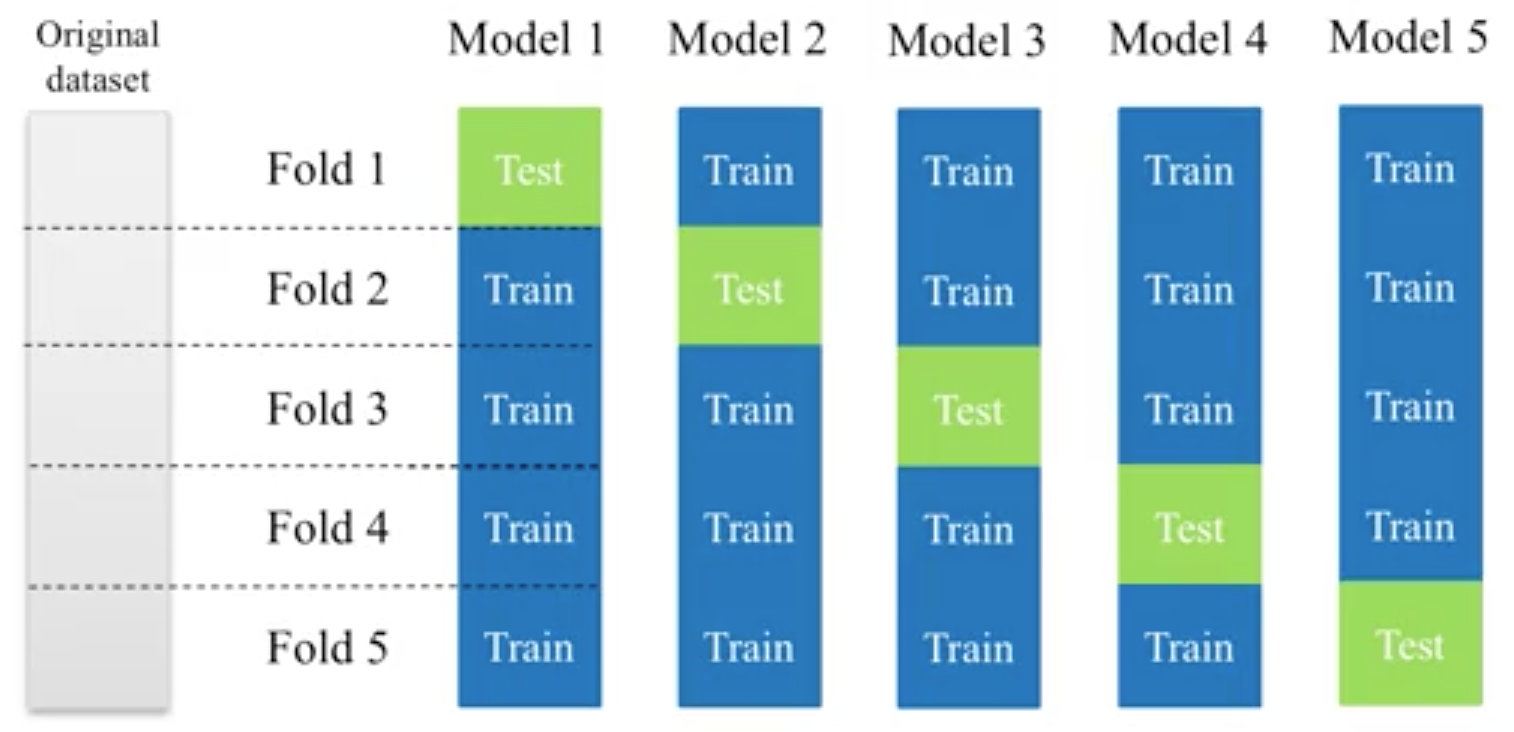 Original
dataset
Model 1 Model 2 Model 3 Model 4 Model 5
Fold 1 Test Train Train Train Train
Fold 2 Train Test Train Train Train
Fold 3 Train Train Test Train Train
Fold 4 Train Train Train Test Train
Fold 5 Train Train Train Train Test